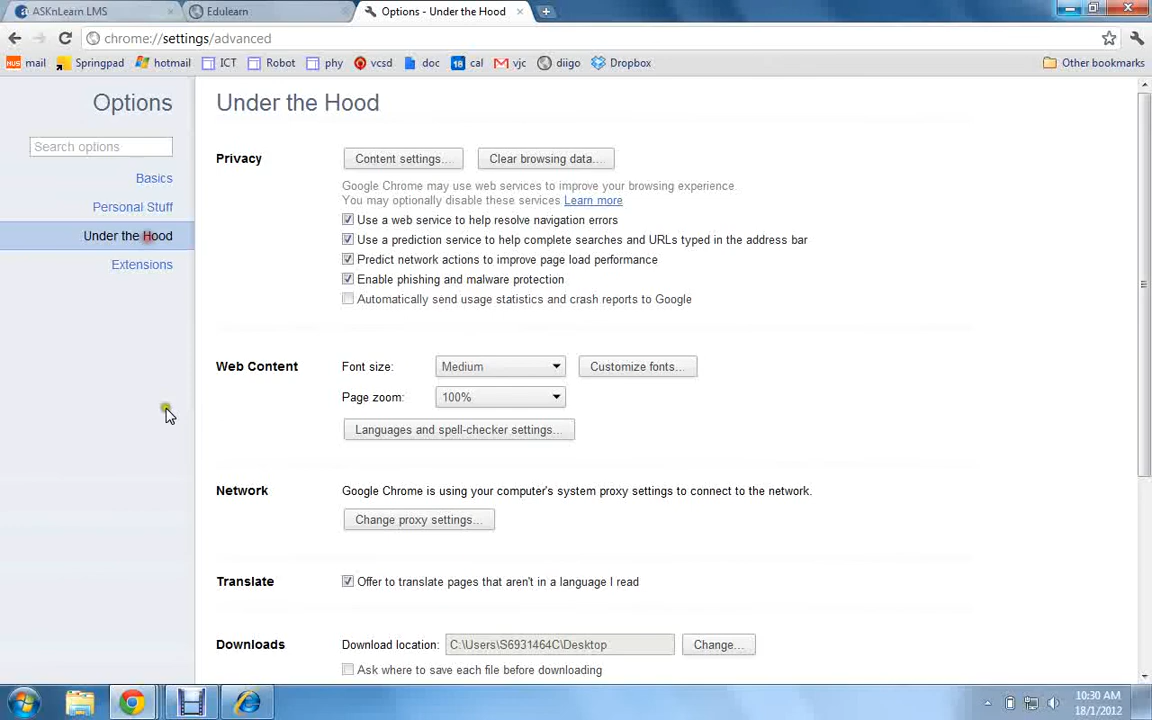 ASKnLearn LMS
Edulearn
Options - Under the Hood
chrome://settings/advanced
mail Springpad hotmail ICT Robot phy vcsd doc 18 cal vjc diigo Dropbox Other bookmarks
Options
Under the Hood
Search options
Basics
Personal Stuff
Under the Hood
Extensions
Privacy
Content settings...
Clear browsing data...
Google Chrome may use web services to improve your browsing experience.
You may optionally disable these services Learn more
Use a web service to help resolve navigation errors
Use a prediction service to help complete searches and URLs typed in the address bar
Predict network actions to improve page load performance
Enable phishing and malware protection
Automatically send usage statistics and crash reports to Google
Web Content
Font size: Medium Customize fonts...
Page zoom: 100%
Languages and spell-checker settings...
Network
Google Chrome is using your computer's system proxy settings to connect to the network.
Change proxy settings...
Translate
Offer to translate pages that aren't in a language I read
Downloads
Download location: C:\Users\S6931464C\Desktop Change...
Ask where to save each file before downloading
10:30 AM
18/1/2012